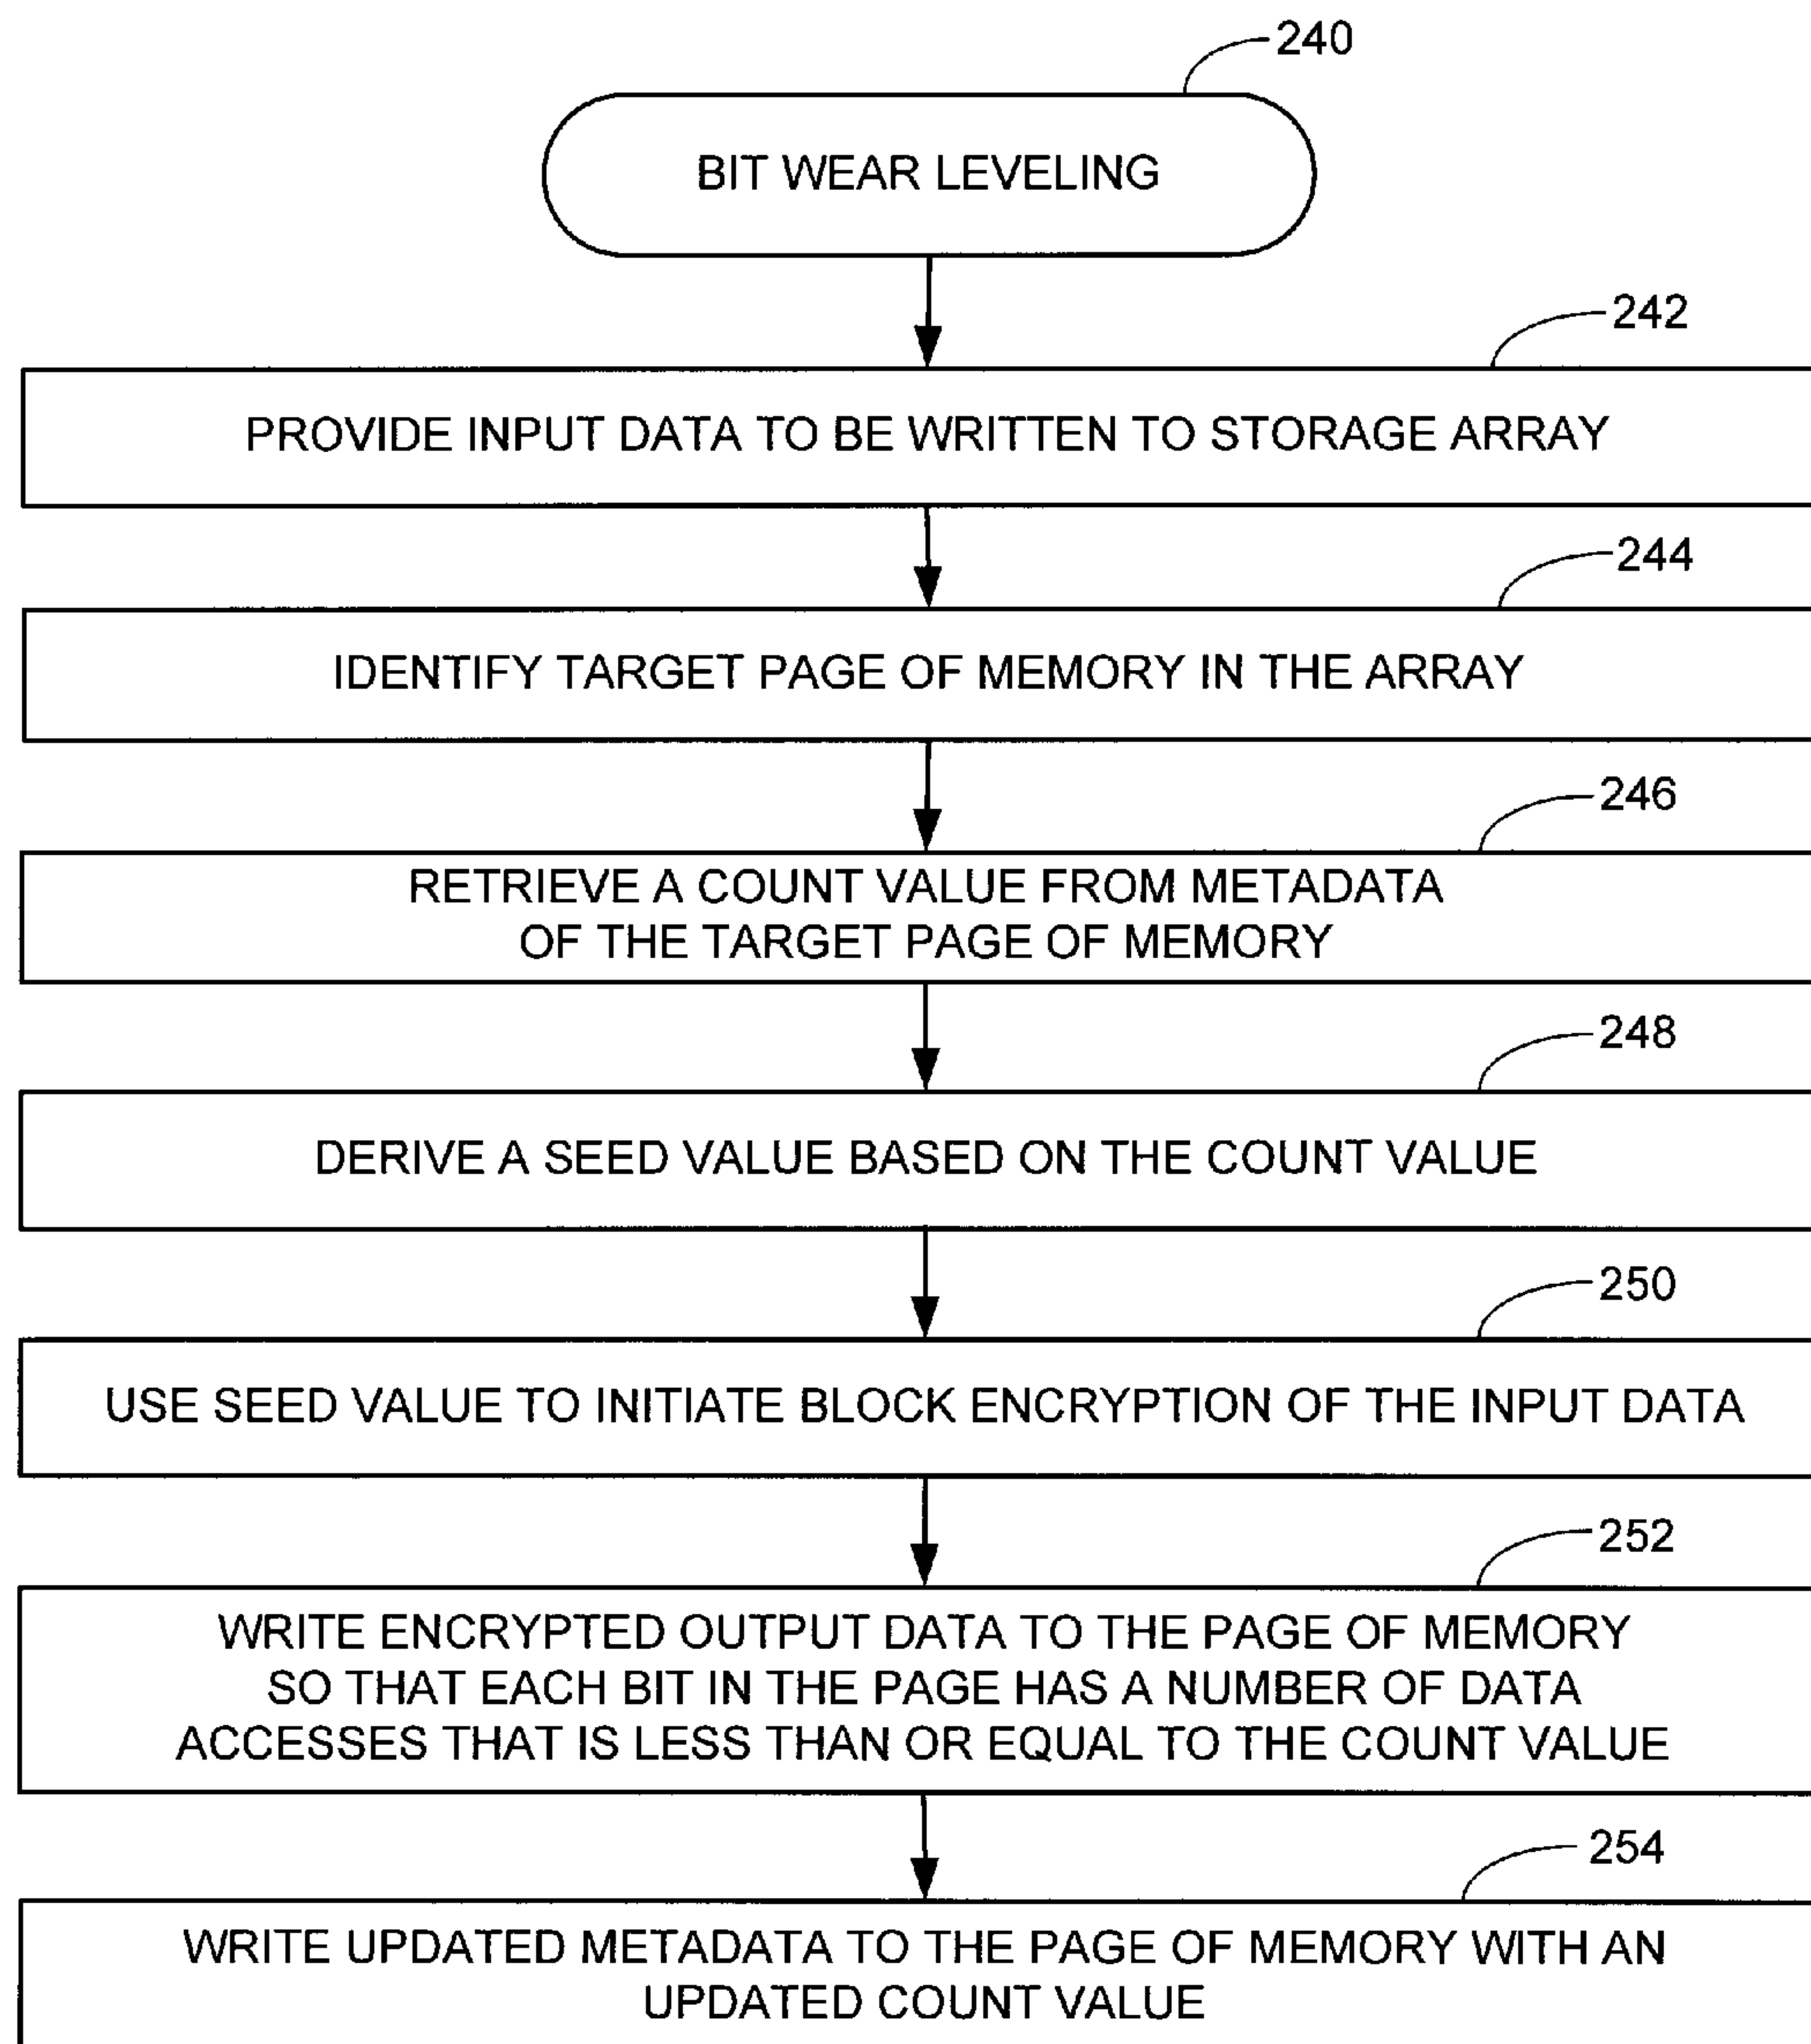 240
BIT WEAR LEVELING
242
PROVIDE INPUT DATA TO BE WRITTEN TO STORAGE ARRAY
244
IDENTIFY TARGET PAGE OF MEMORY IN THE ARRAY
246
RETRIEVE A COUNT VALUE FROM METADATA
OF THE TARGET PAGE OF MEMORY
248
DERIVE A SEED VALUE BASED ON THE COUNT VALUE
250
USE SEED VALUE TO INITIATE BLOCK ENCRYPTION OF THE INPUT DATA
252
WRITE ENCRYPTED OUTPUT DATA TO THE PAGE OF MEMORY
SO THAT EACH BIT IN THE PAGE HAS A NUMBER OF DATA
ACCESSES THAT IS LESS THAN OR EQUAL TO THE COUNT VALUE
254
WRITE UPDATED METADATA TO THE PAGE OF MEMORY WITH AN
UPDATED COUNT VALUE